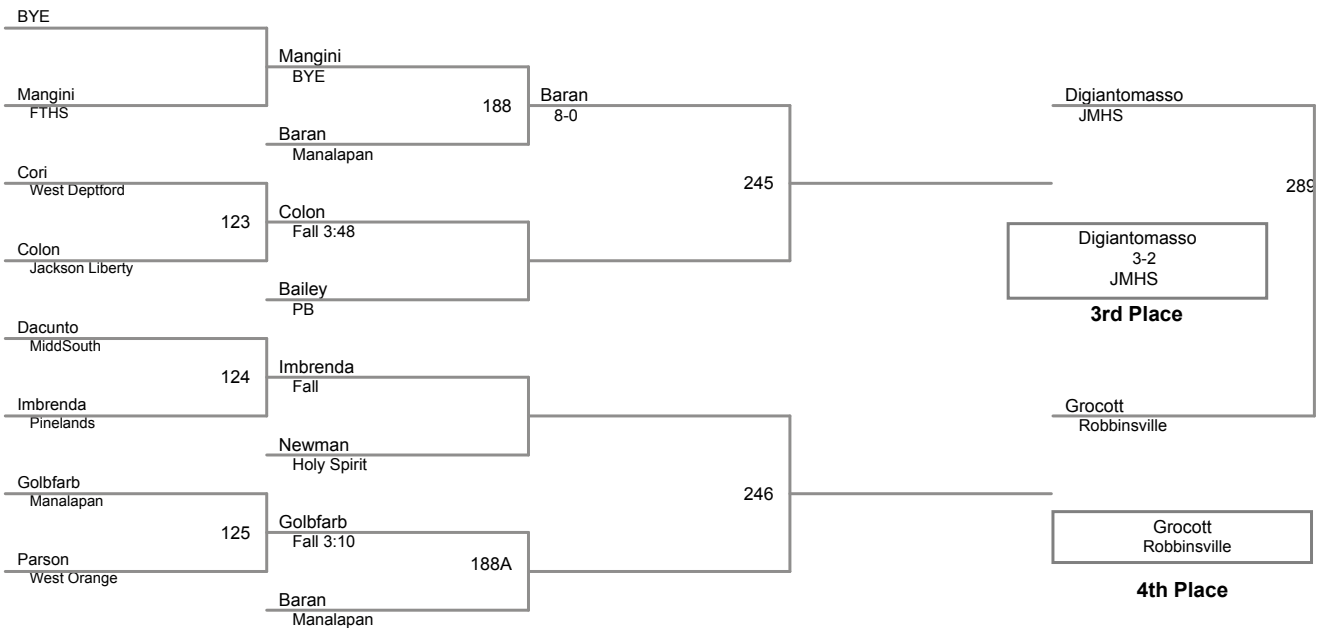 BYE
Mangini
FTHS
Cori
West Deptford
123
Colon
Jackson Liberty
Dacunto
MiddSouth
124
Imbrenda
Pinelands
Golbfarb
Manalapan
125
Parson
West Orange
Mangini
BYE
188
Baran
Manalapan
Colon
Fall 3:48
Bailey
PB
Imbrenda
Fall
Newman
Holy Spirit
Golbfarb
Fall 3:10
188A
Baran
Manalapan
Baran
8-0
245
246
Digiantomasso
JMHS
289
Digiantomasso
3-2
JMHS
3rd Place
Grocott
Robbinsville
Grocott
Robbinsville
4th Place